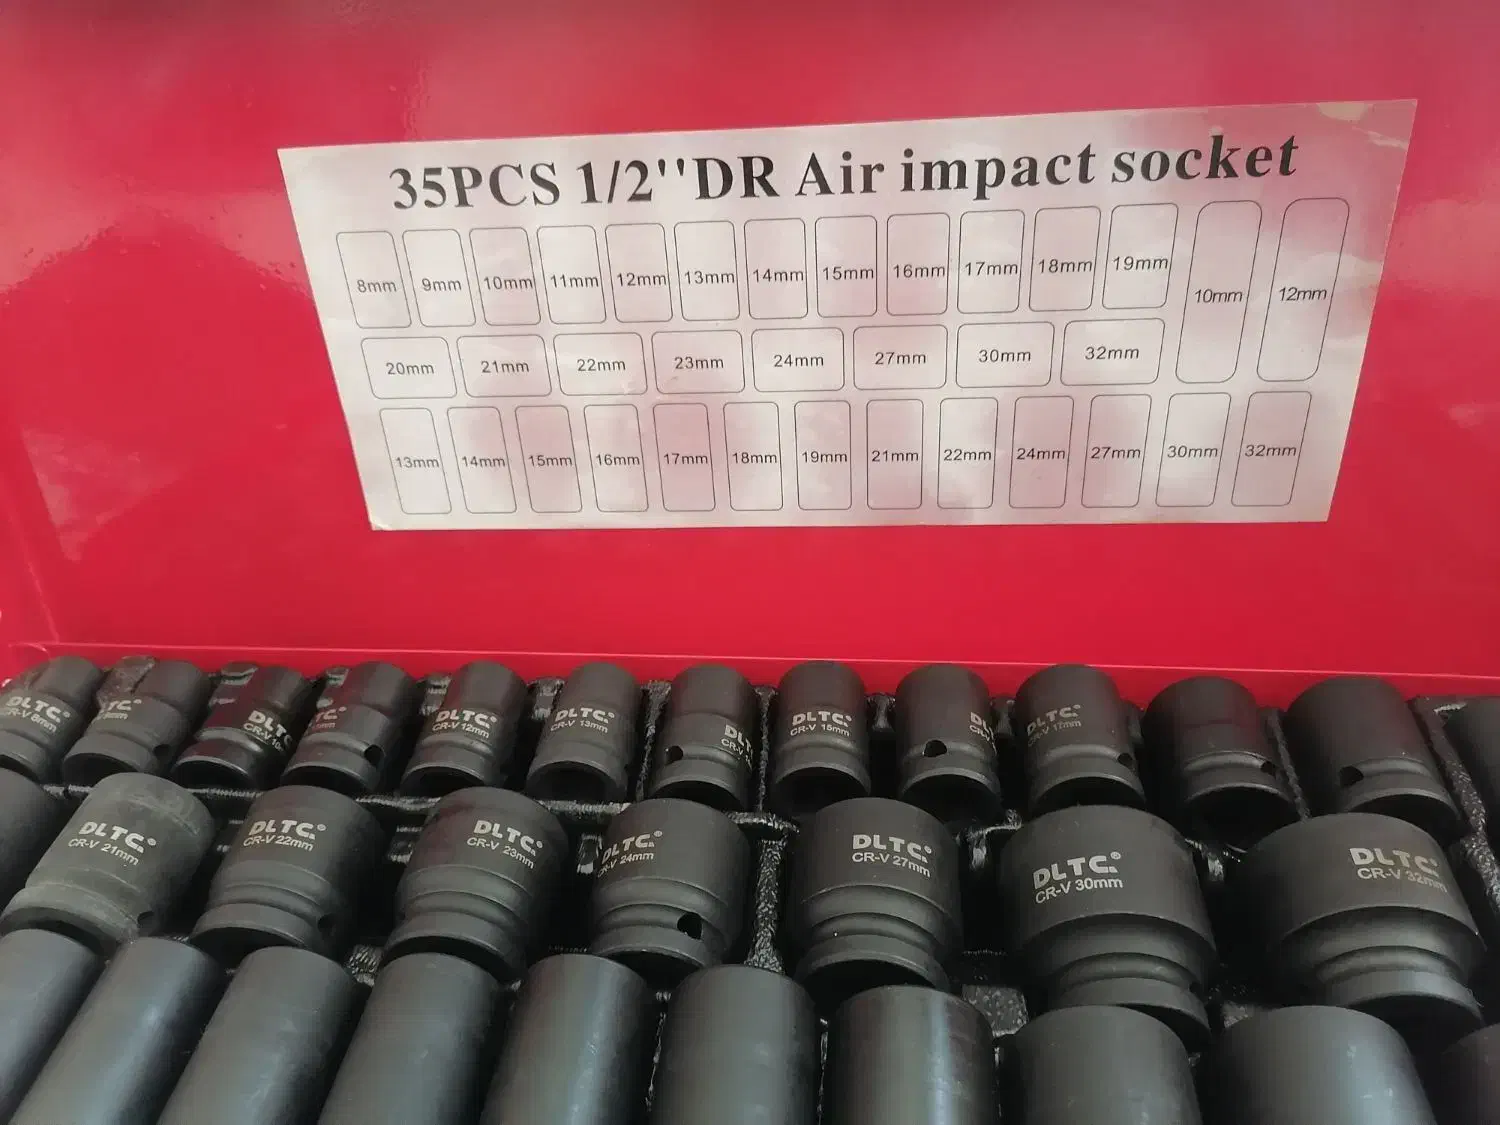 35PCS 1/2"DR Air impact socket
8mm 9mm 10mm 11mm 12mm 13mm 14mm 15mm 16mm 17mm 18mm 19mm 10mm 12mm
20mm 21mm 22mm 23mm 24mm 27mm 30mm 32mm
13mm 14mm 15mm 16mm 17mm 18mm 19mm 21mm 22mm 24mm 27mm 30mm 32mm
DLTC®
CR-V 8mm
DLTC®
CR-V 12mm
DLTC®
CR-V 13mm
DLTC®
CR-V 15mm
DLTC®
17mm
DLTC®
CR-V 21mm
DLTC®
CR-V 22mm
DLTC®
CR-V 23mm
DLTC®
CR-V 24mm
DLTC®
CR-V 27mm
DLTC®
CR-V 30mm
DLTC®
CR-V 32mm